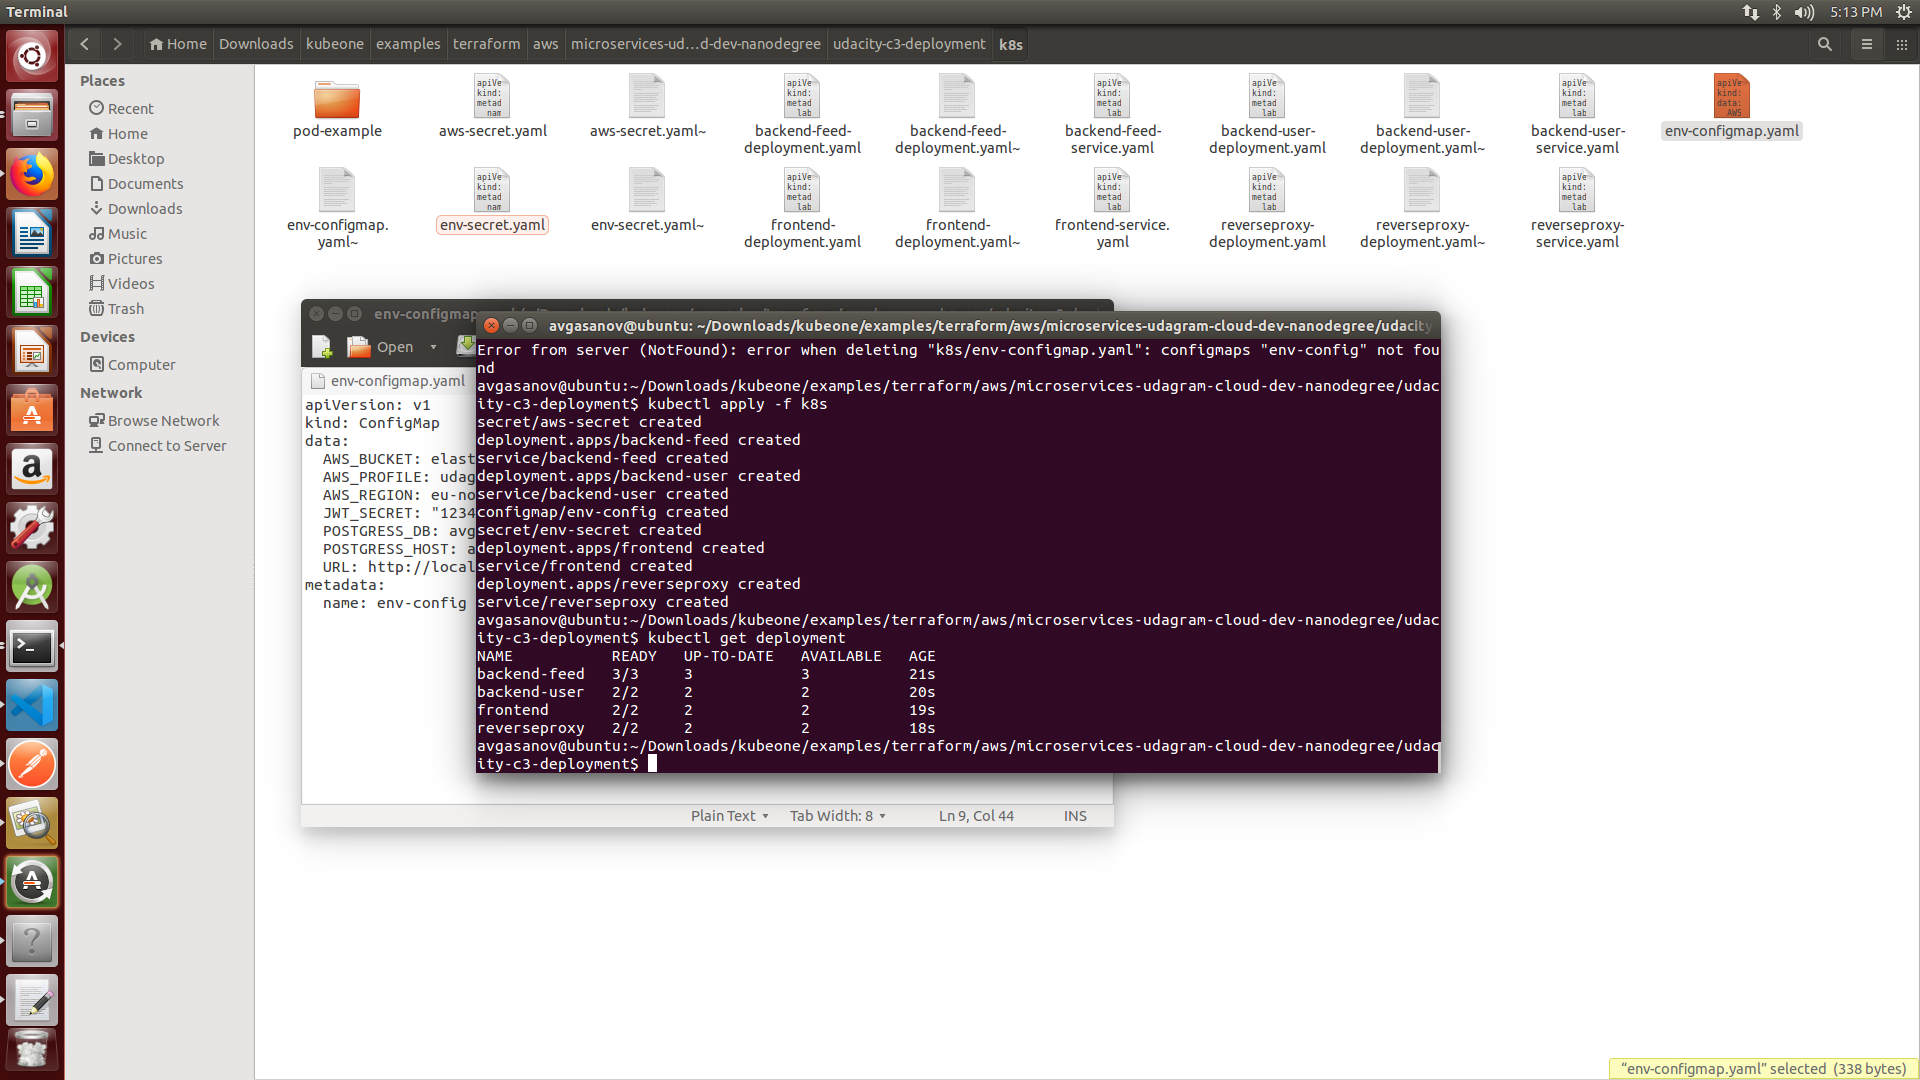 Terminal
5:13 PM
Home Downloads kubeone examples terraform aws microservices-ud…d-dev-nanodegree udacity-c3-deployment k8s
Places
Recent
Home
Desktop
Documents
Downloads
Music
Pictures
Videos
Trash
Devices
Computer
Network
Browse Network
Connect to Server
pod-example
aws-secret.yaml
aws-secret.yaml~
backend-feed-
deployment.yaml
backend-feed-
deployment.yaml~
backend-feed-
service.yaml
backend-user-
deployment.yaml
backend-user-
deployment.yaml~
backend-user-
service.yaml
env-configmap.yaml
env-configmap.
yaml~
env-secret.yaml
env-secret.yaml~
frontend-
deployment.yaml
frontend-
deployment.yaml~
frontend-service.
yaml
reverseproxy-
deployment.yaml
reverseproxy-
deployment.yaml~
reverseproxy-
service.yaml
Open
env-configmap.yaml
apiVersion: v1
kind: ConfigMap
data:
AWS_BUCKET: elast
AWS_PROFILE: udag
AWS_REGION: eu-no
JWT_SECRET: "1234
POSTGRESS_DB: avg
POSTGRESS_HOST: a
URL: http://local
metadata:
name: env-config
Plain Text Tab Width: 8 Ln 9, Col 44 INS
avgasanov@ubuntu: ~/Downloads/kubeone/examples/terraform/aws/microservices-udagram-cloud-dev-nanodegree/udacity
Error from server (NotFound): error when deleting "k8s/env-configmap.yaml": configmaps "env-config" not fou
nd
avgasanov@ubuntu:~/Downloads/kubeone/examples/terraform/aws/microservices-udagram-cloud-dev-nanodegree/udac
ity-c3-deployment$ kubectl apply -f k8s
secret/aws-secret created
deployment.apps/backend-feed created
service/backend-feed created
deployment.apps/backend-user created
service/backend-user created
configmap/env-config created
secret/env-secret created
deployment.apps/frontend created
service/frontend created
deployment.apps/reverseproxy created
service/reverseproxy created
avgasanov@ubuntu:~/Downloads/kubeone/examples/terraform/aws/microservices-udagram-cloud-dev-nanodegree/udac
ity-c3-deployment$ kubectl get deployment
NAME READY UP-TO-DATE AVAILABLE AGE
backend-feed 3/3 3 3 21s
backend-user 2/2 2 2 20s
frontend 2/2 2 2 19s
reverseproxy 2/2 2 2 18s
avgasanov@ubuntu:~/Downloads/kubeone/examples/terraform/aws/microservices-udagram-cloud-dev-nanodegree/udac
ity-c3-deployment$
"env-configmap.yaml" selected (338 bytes)